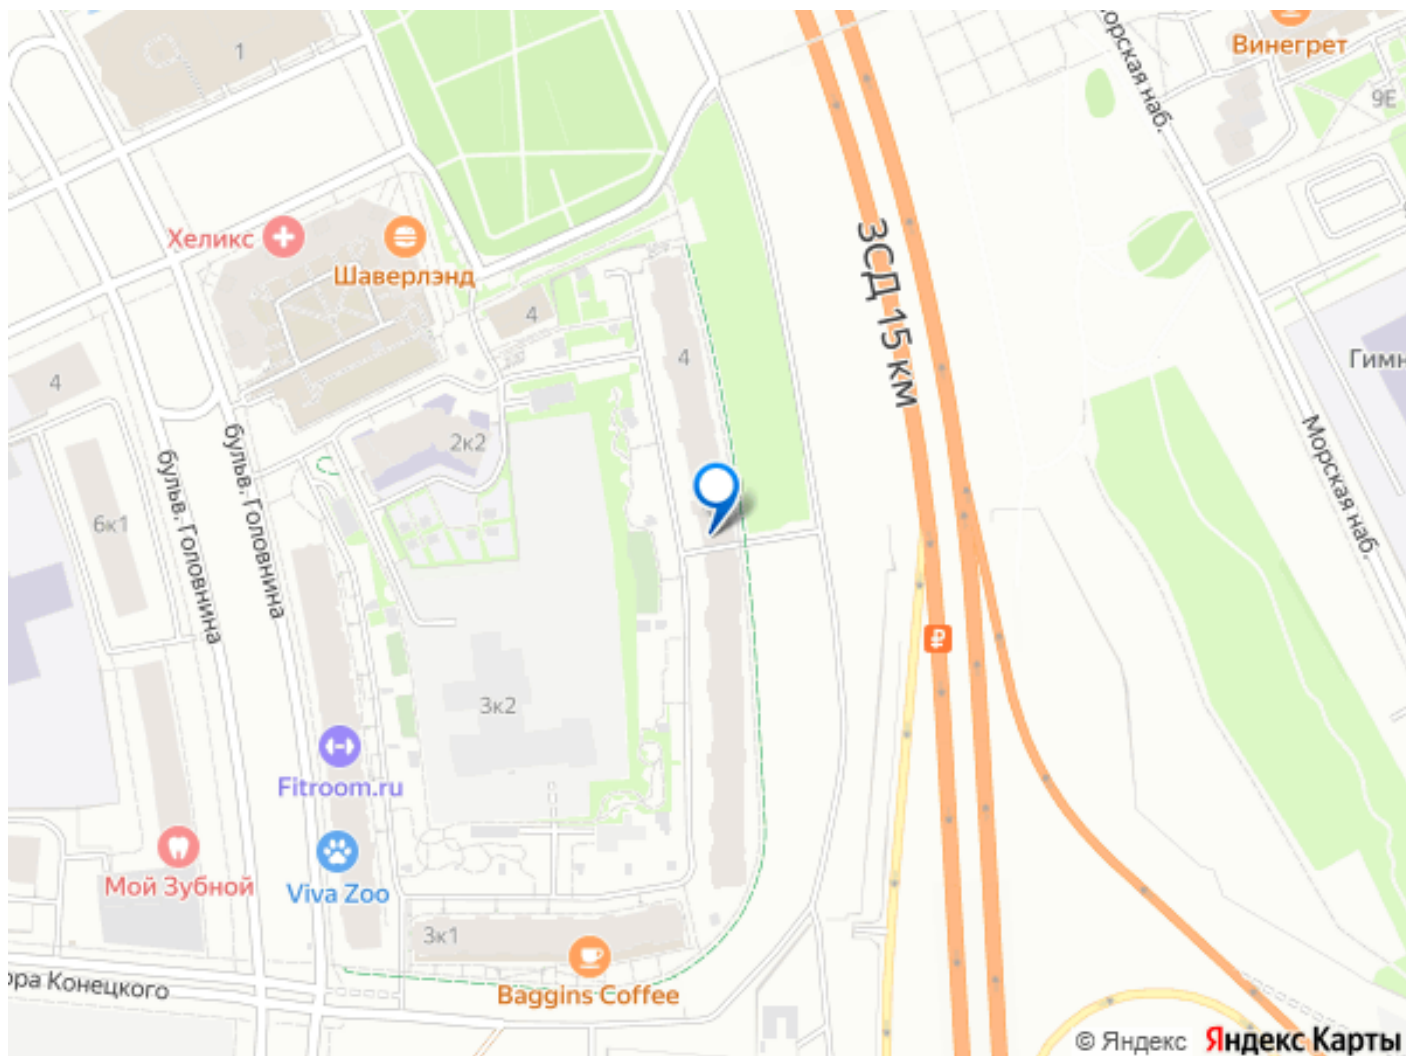 Морская наб.
Винегрет
9Е
1
Хеликс
Шаверлэнд
ЗСД 15 км
4
4
4
Гимн
2к2
бульв. Головнина
бульв. Головнина
6к1
Морская наб.
₽
3к2
Fitroom.ru
Мой Зубной
Viva Zoo
3к1
ора Конецкого
Baggins Coffee
© Яндекс Яндекс Карты